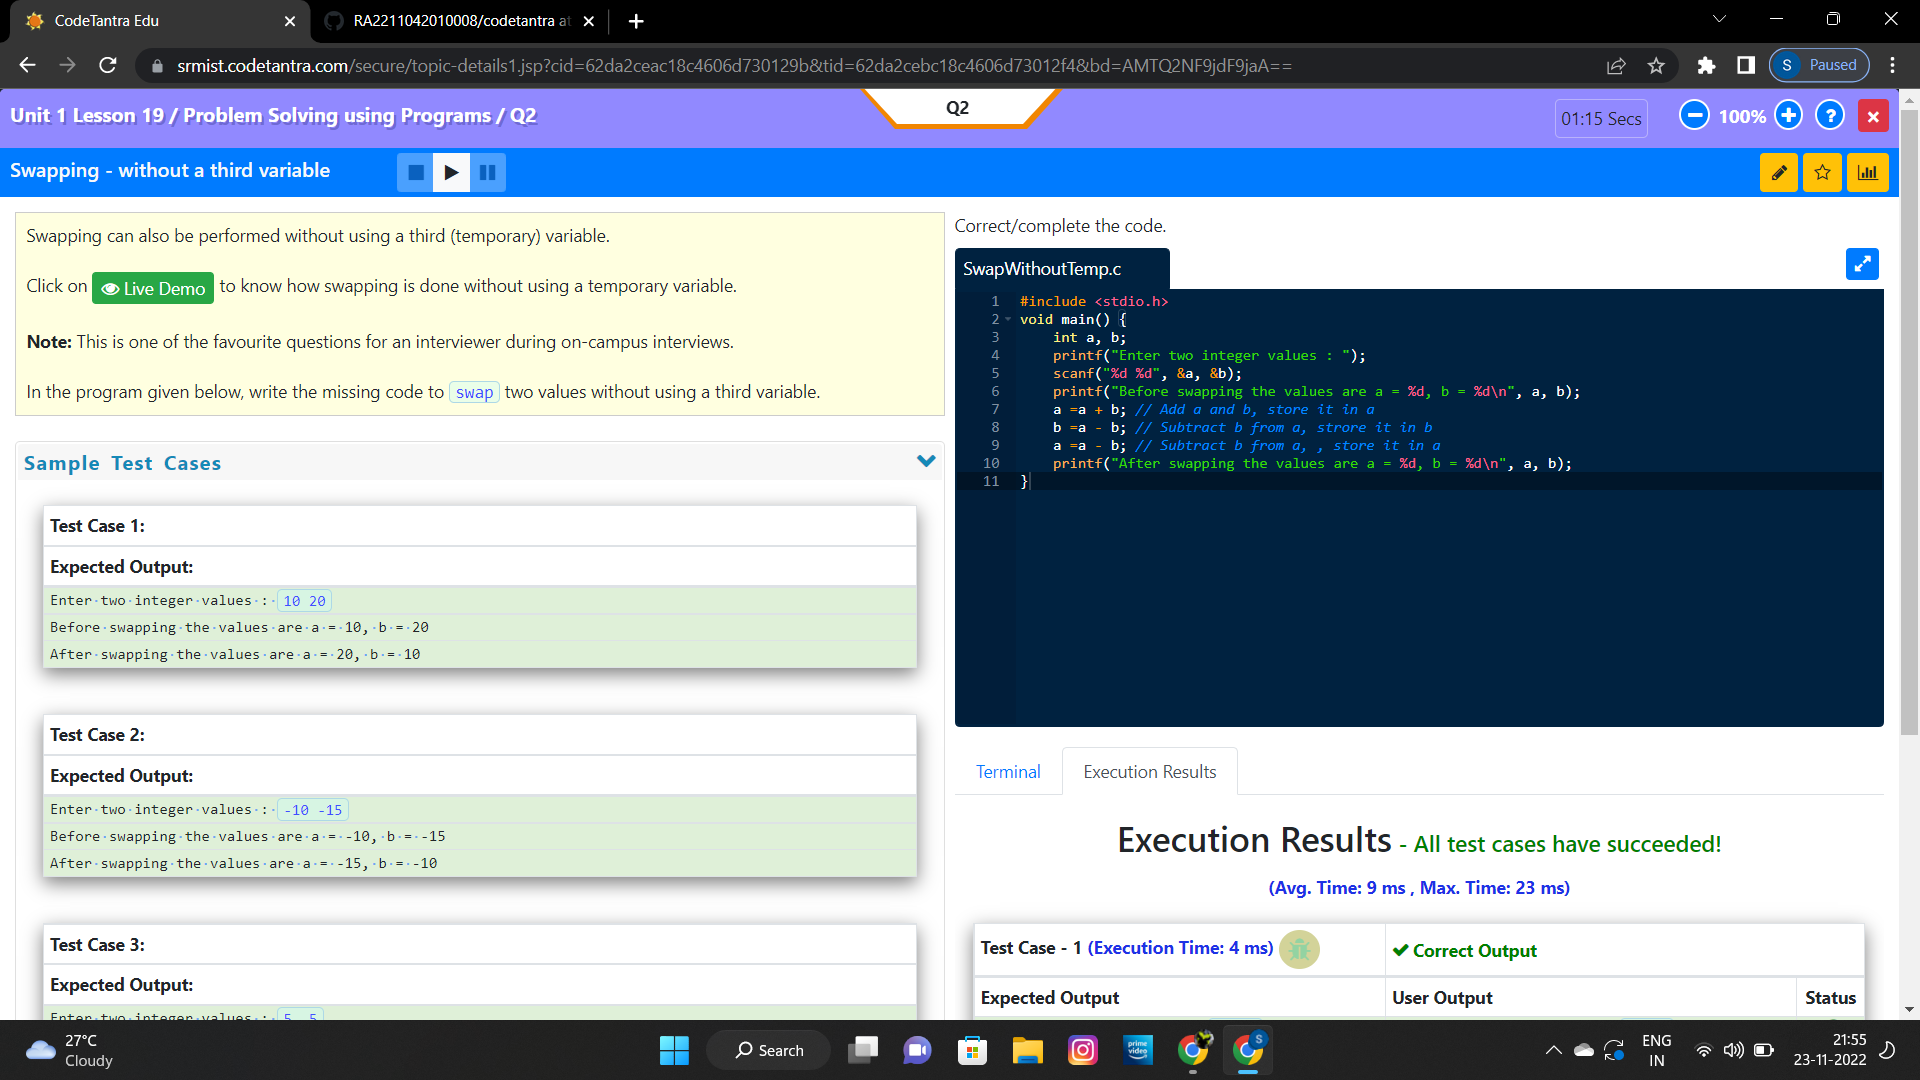 CodeTantra Edu
RA2211042010008/codetantra at
srmist.codetantra.com/secure/topic-details1.jsp?cid=62da2ceac18c4606d730129b&tid=62da2cebc18c4606d73012f4&bd=AMTQ2NF9jdF9jaA==
S Paused
Unit 1 Lesson 19 / Problem Solving using Programs / Q2
Q2
01:15 Secs
100%
?
Swapping - without a third variable
Swapping can also be performed without using a third (temporary) variable.
Click on Live Demo to know how swapping is done without using a temporary variable.
Note: This is one of the favourite questions for an interviewer during on-campus interviews.
In the program given below, write the missing code to swap two values without using a third variable.
Sample Test Cases
Test Case 1:
Expected Output:
Enter·two·integer·values·:· 10 20
Before·swapping·the·values·are·a·=·10,·b·=·20
After·swapping·the·values·are·a·=·20,·b·=·10
Test Case 2:
Expected Output:
Enter·two·integer·values·:· -10 -15
Before·swapping·the·values·are·a·=·-10,·b·=·-15
After·swapping·the·values·are·a·=·-15,·b·=·-10
Test Case 3:
Expected Output:
Enter·two·integer·values·:· 5 5
Correct/complete the code.
SwapWithoutTemp.c
1 #include <stdio.h>
2 void main() {
3 int a, b;
4 printf("Enter two integer values : ");
5 scanf("%d %d", &a, &b);
6 printf("Before swapping the values are a = %d, b = %d\n", a, b);
7 a =a + b; // Add a and b, store it in a
8 b =a - b; // Subtract b from a, strore it in b
9 a =a - b; // Subtract b from a, , store it in a
10 printf("After swapping the values are a = %d, b = %d\n", a, b);
11 }
Terminal
Execution Results
Execution Results - All test cases have succeeded!
(Avg. Time: 9 ms , Max. Time: 23 ms)
Test Case - 1 (Execution Time: 4 ms)
Correct Output
Expected Output
User Output
Status
27°C
Cloudy
Search
prime video
S
ENG
IN
21:55
23-11-2022